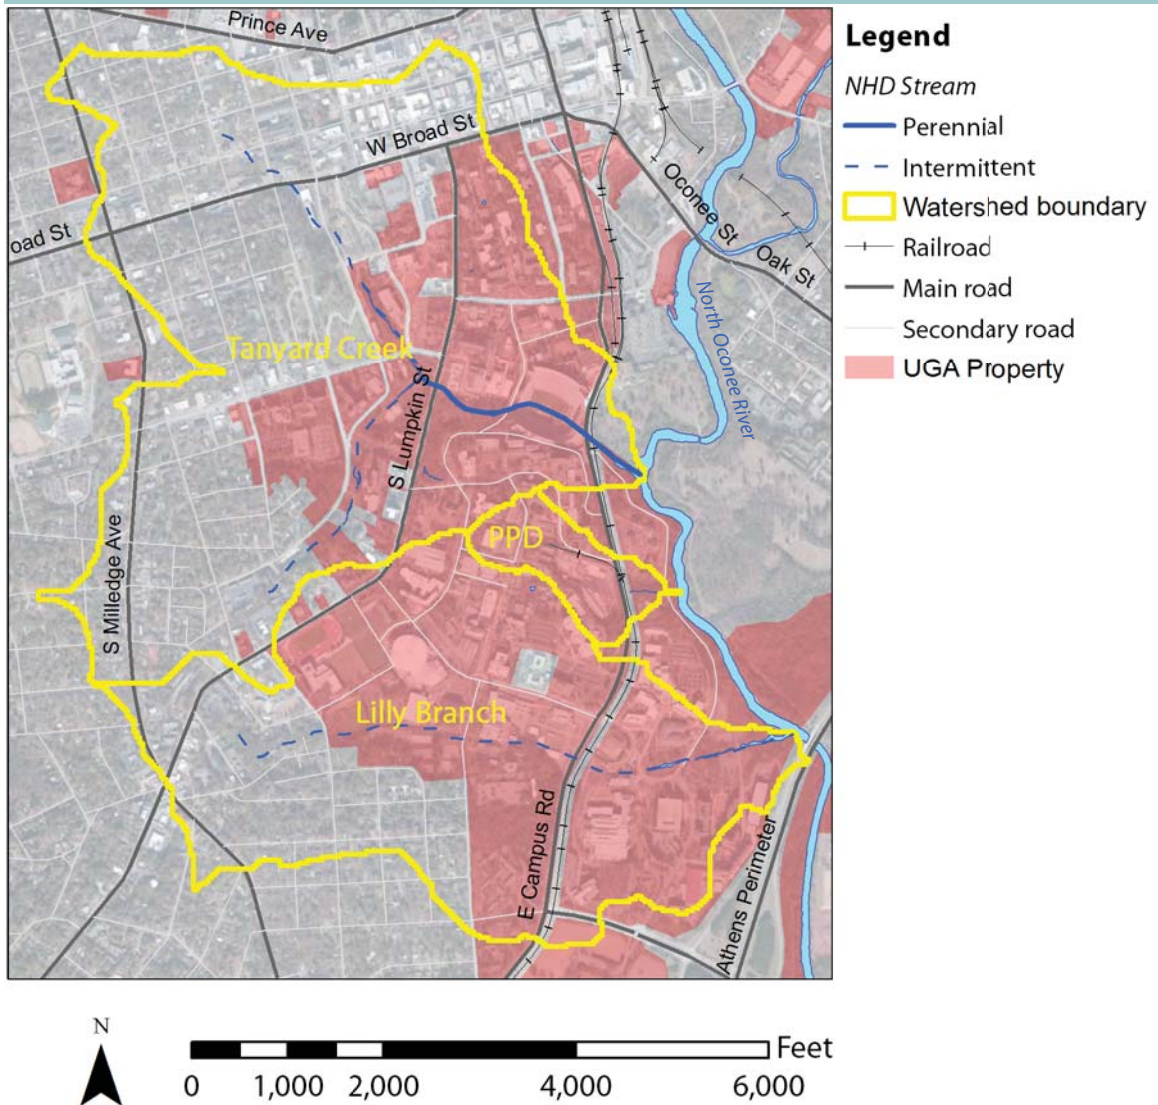 Prince Ave
W Broad St
oad St
Oconee St
Oak St
North Oconee River
Tanyard Creek
S Lumpkin St
PPD
S Milledge Ave
Lilly Branch
E Campus Rd
Athens Perimeter
Legend
NHD Stream
Perennial
Intermittent
Watershed boundary
Railroad
Main road
Secondary road
UGA Property
N
Feet
0 1,000 2,000 4,000 6,000